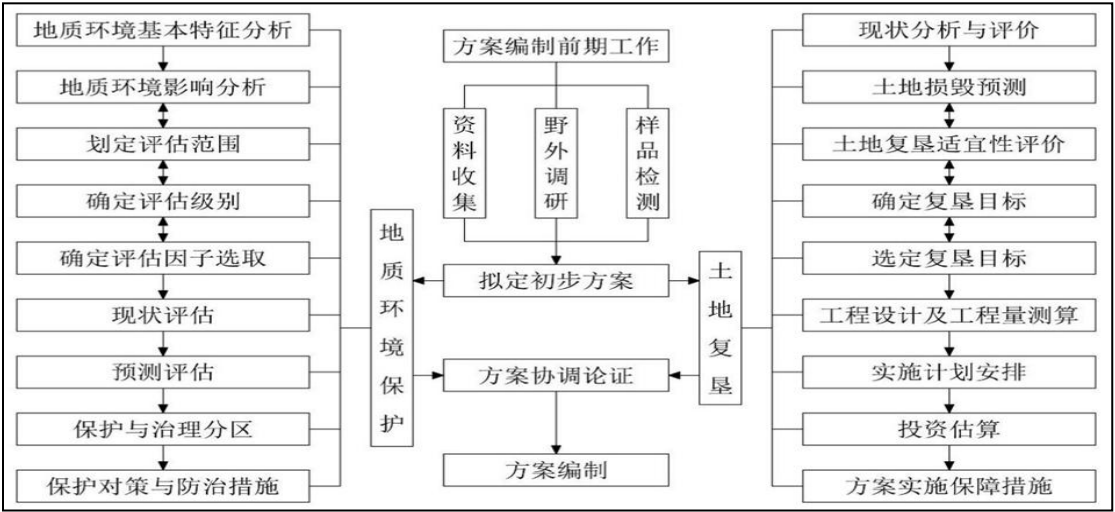 地质环境基本特征分析
地质环境影响分析
划定评估范围
确定评估级别
确定评估因子选取
现状评估
预测评估
保护与治理分区
保护对策与防治措施
地质环境保护
方案编制前期工作
资料收集
野外调研
样品检测
拟定初步方案
方案协调论证
方案编制
土地复垦
现状分析与评价
土地损毁预测
土地复垦适宜性评价
确定复垦目标
选定复垦目标
工程设计及工程量测算
实施计划安排
投资估算
方案实施保障措施